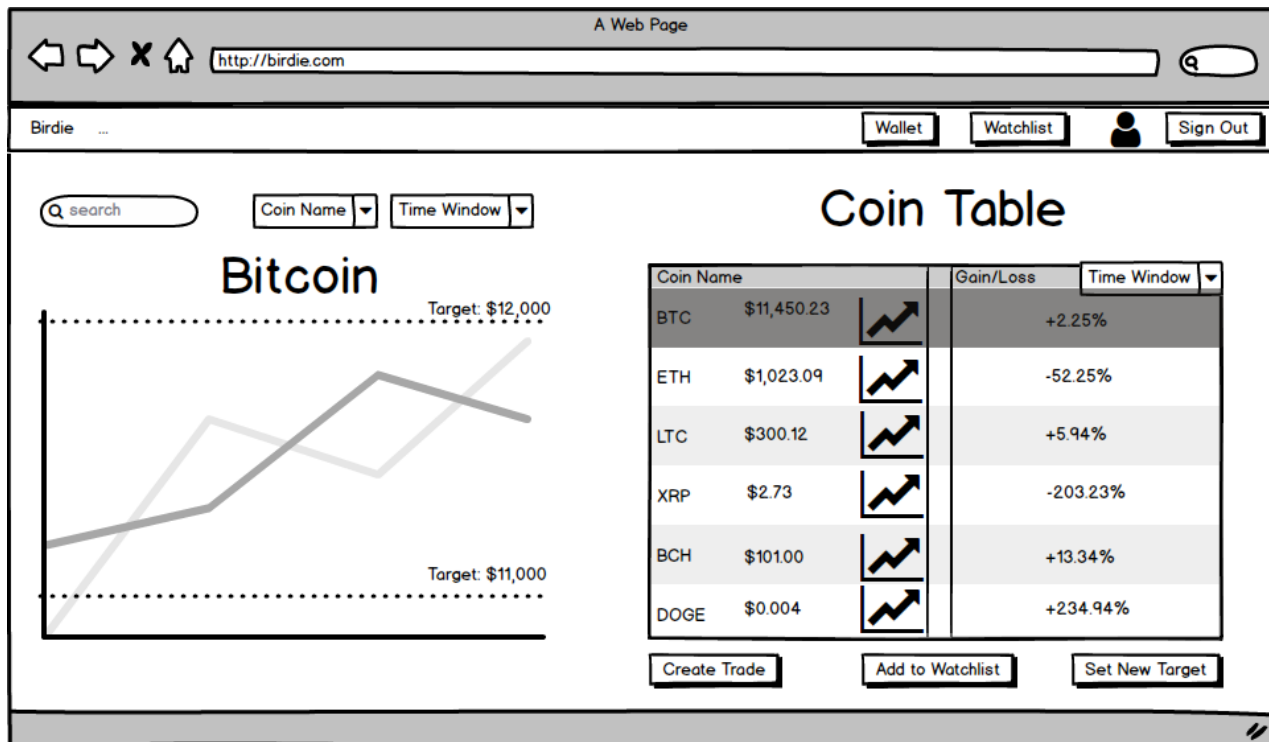 A Web Page
http://birdie.com
Birdie ... Wallet Watchlist Sign Out
search Coin Name Time Window
Coin Table
Bitcoin
Target: $12,000
Target: $11,000
Coin Name Gain/Loss Time Window
BTC $11,450.23 +2.25%
ETH $1,023.09 -52.25%
LTC $300.12 +5.94%
XRP $2.73 -203.23%
BCH $101.00 +13.34%
DOGE $0.004 +234.94%
Create Trade Add to Watchlist Set New Target